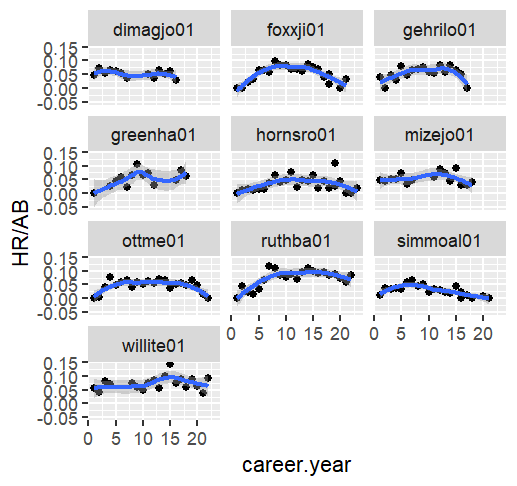 dimagjo01 foxxji01 gehrilo01
0.15
0.10
0.05
0.00
-0.05
greenha01 hornsro01 mizejo01
0.15
0.10
0.05
0.00
-0.05
HR/AB
ottme01 ruthba01 simmoal01
0.15
0.10
0.05
0.00
-0.05
0 5 10 15 20 0 5 10 15 20
willite01
0.15
0.10
0.05
0.00
-0.05
0 5 10 15 20
career.year